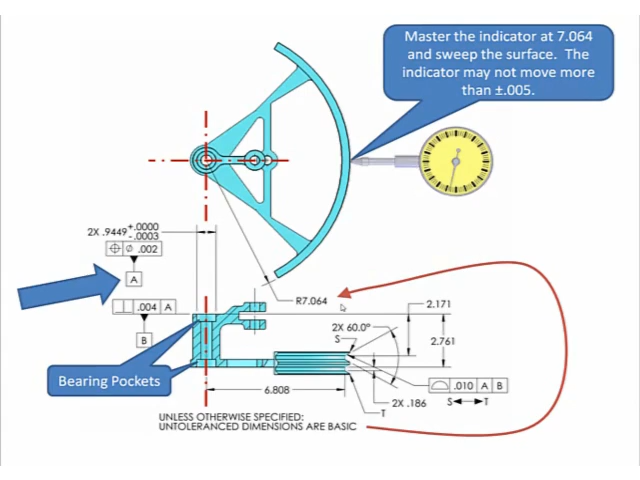 Master the indicator at 7.064
and sweep the surface. The
indicator may not move more
than ±.005.
2X .9449 +.0000
-.0003
⌖ ⌀ .002
A
R7.064
⟂ .004 A
B
2.171
2X 60.0°
S
2.761
Bearing Pockets
6.808
⌓ .010 A B
2X .186
S↔T
T
UNLESS OTHERWISE SPECIFIED:
UNTOLERANCED DIMENSIONS ARE BASIC